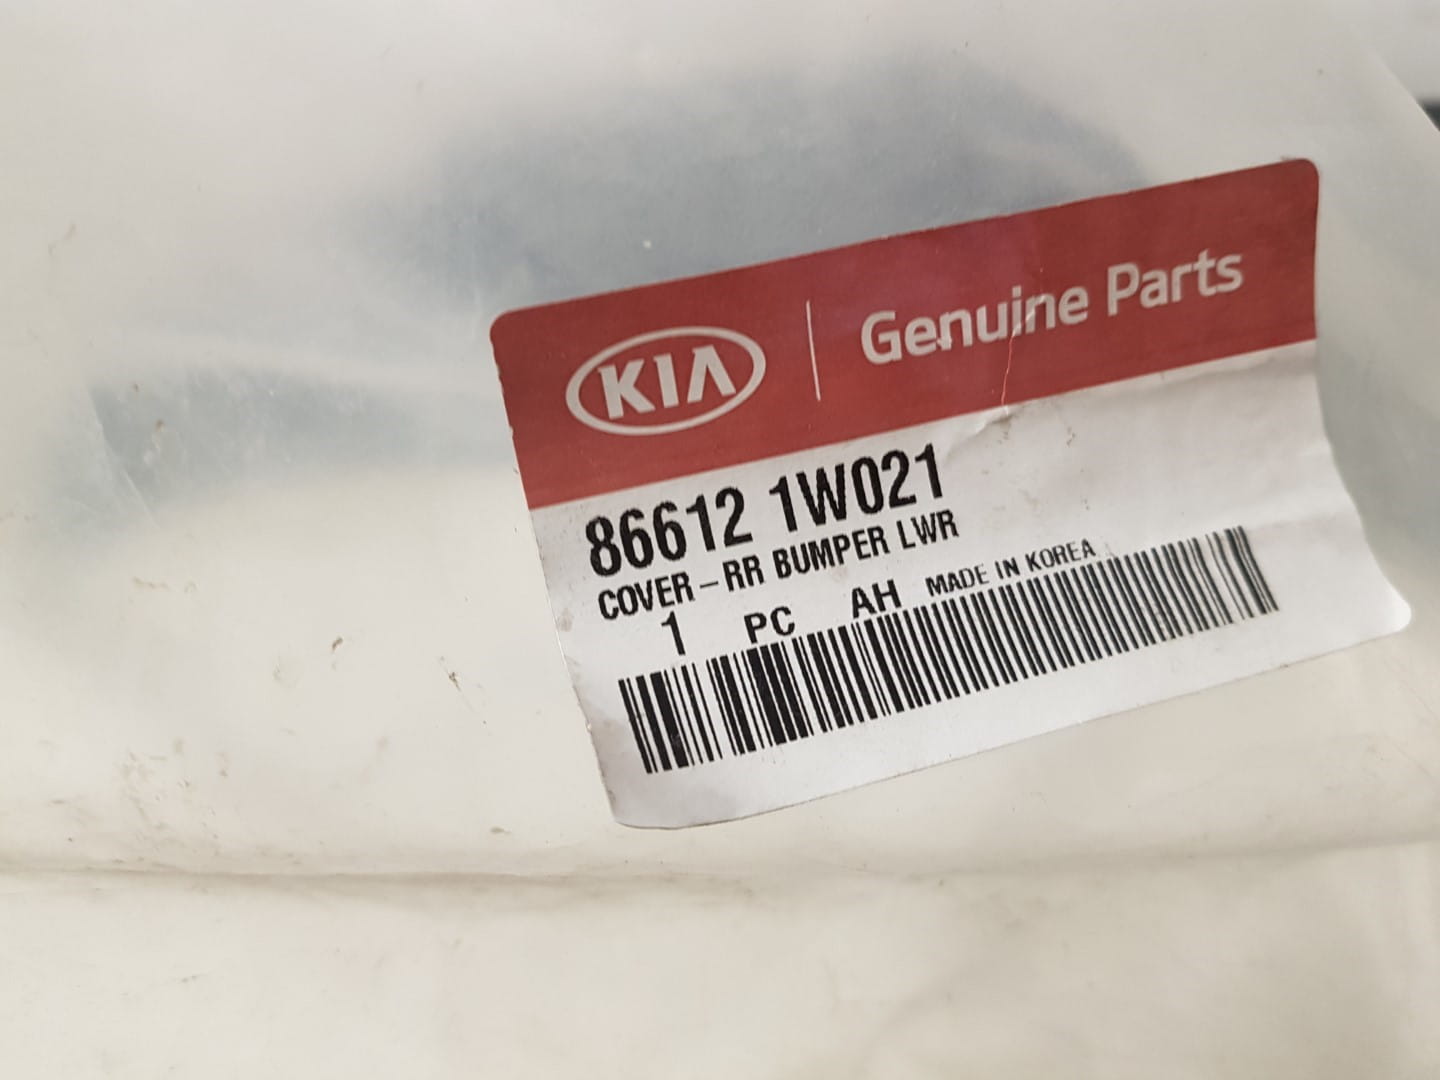 KIA Genuine Parts
86612 1W021
COVER-RR BUMPER LWR
1 PC AH MADE IN KOREA